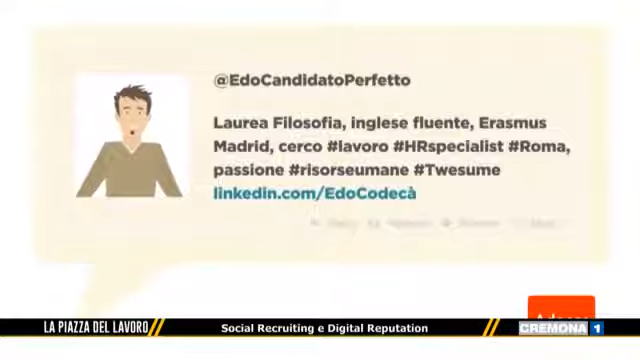 @EdoCandidatoPerfetto
Laurea Filosofia, inglese fluente, Erasmus
Madrid, cerco #lavoro #HRspecialist #Roma,
passione #risorseumane #Twesume
linkedin.com/EdoCodecà
LA PIAZZA DEL LAVORO // Social Recruiting e Digital Reputation // CREMONA 1